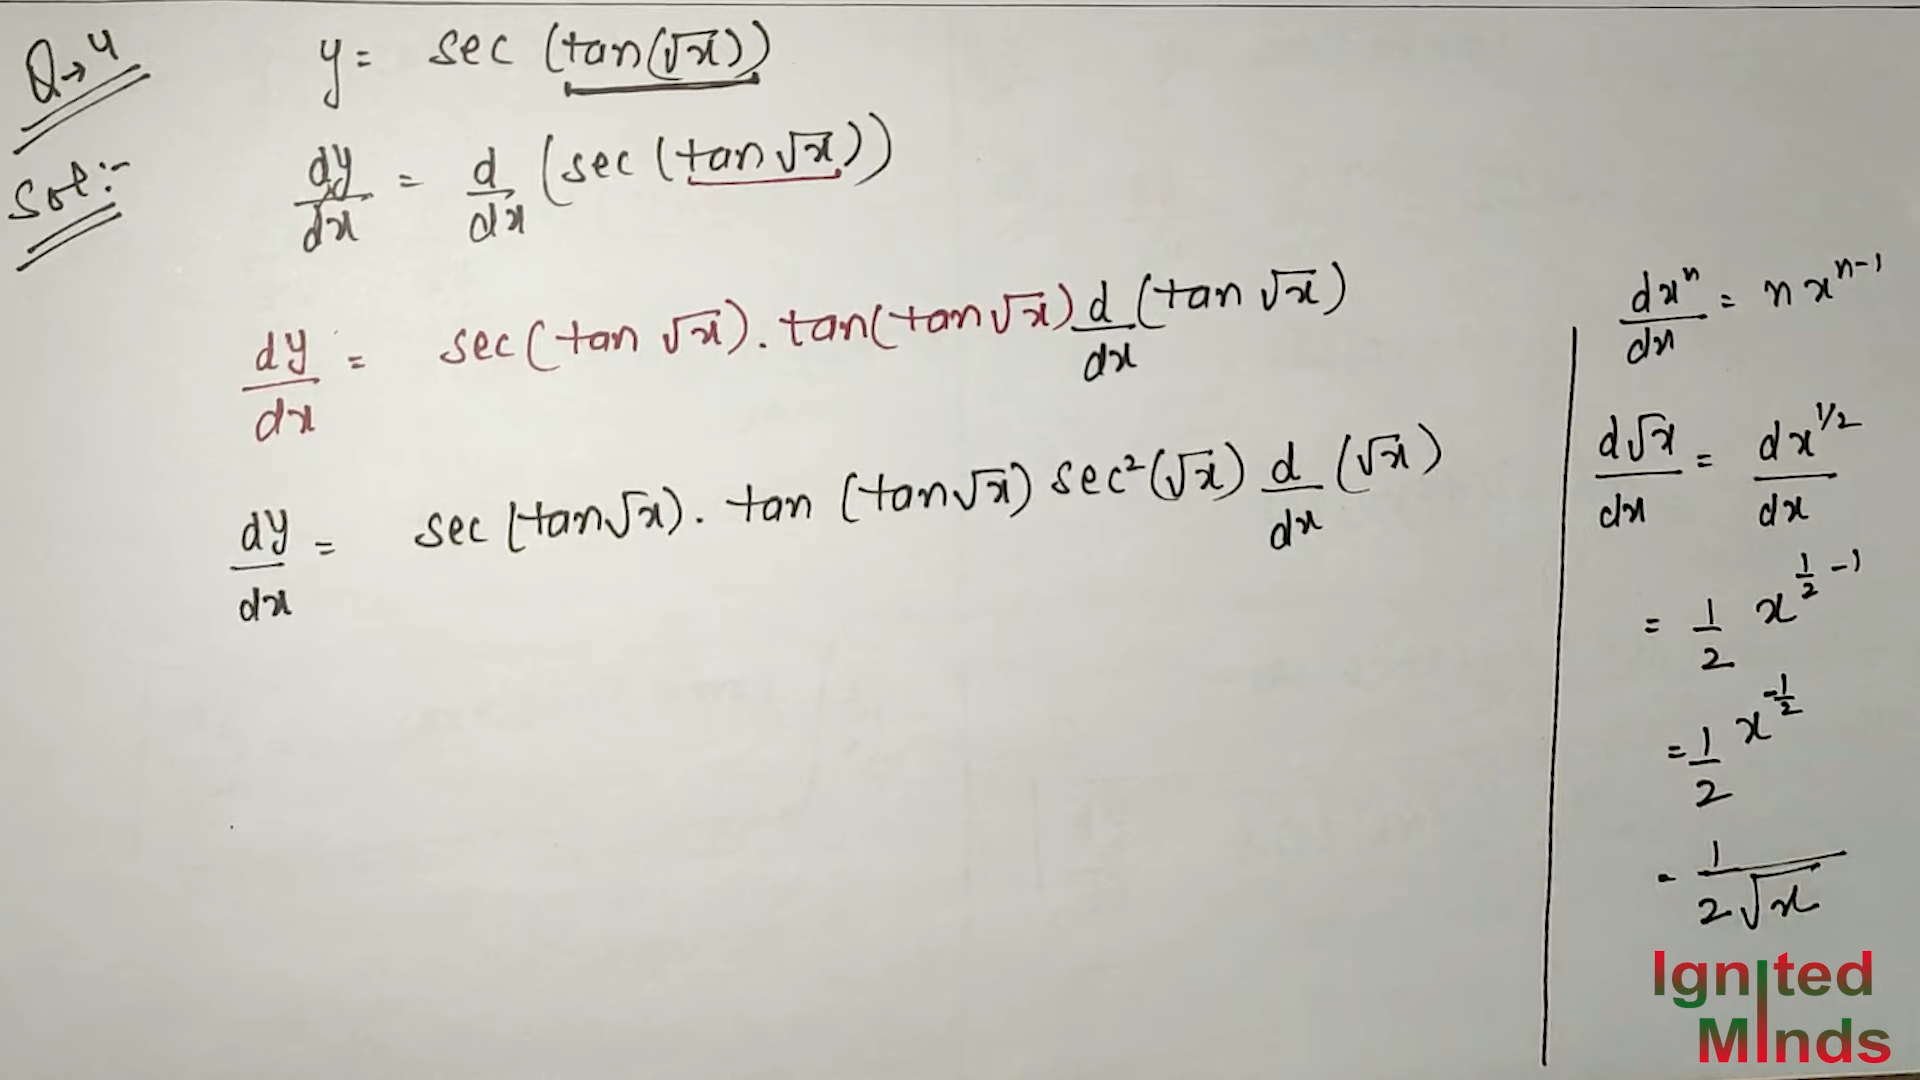 Q→4 y = sec (tan(√x))
Sol:- dy/dx = d/dx (sec (tan √x))
dy/dx = sec (tan √x) . tan(tan √x) d/dx (tan √x)
dy/dx = sec (tan √x) . tan (tan √x) sec² (√x) d/dx (√x)
dxⁿ/dx = n xⁿ⁻¹
d√x/dx = dx^1/2/dx
= 1/2 x^1/2 -1
= 1/2 x^-1/2
= 1/2√x
Ignited
Minds